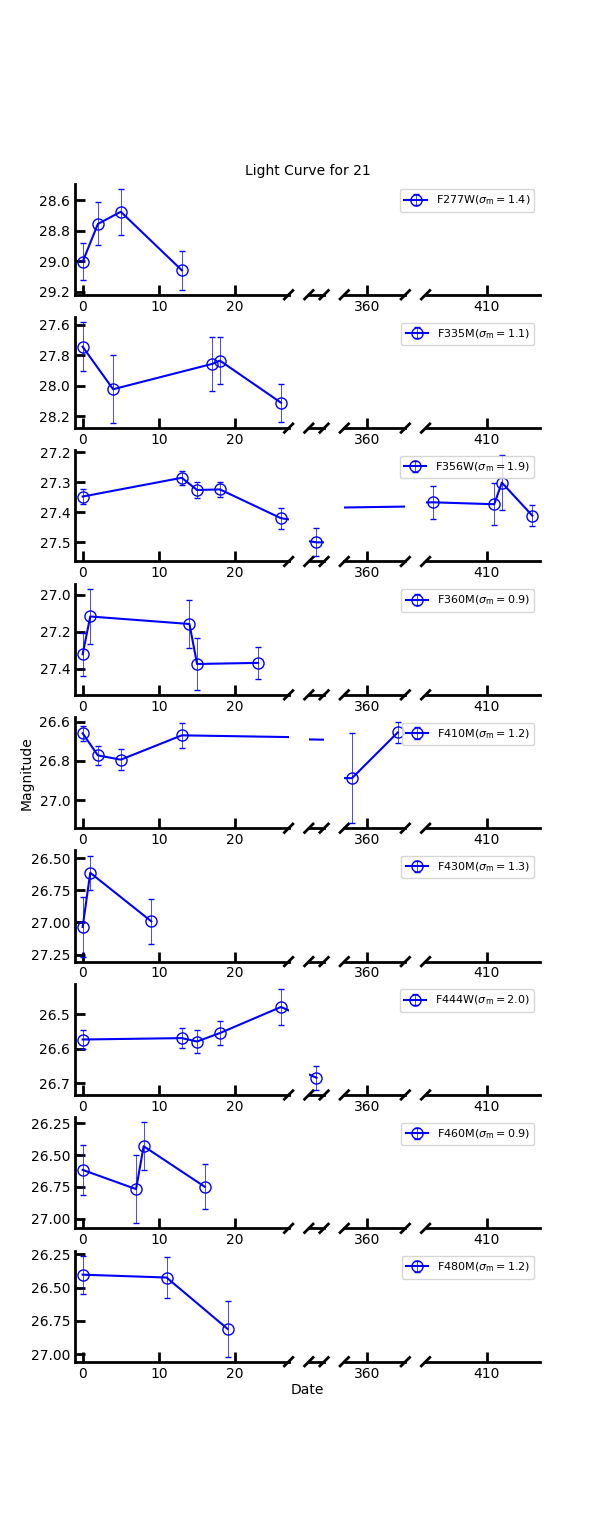 Light Curve for 21
F277W(σm = 1.4)
28.6
28.8
29.0
29.2
0 10 20 360 410
F335M(σm = 1.1)
27.6
27.8
28.0
28.2
0 10 20 360 410
F356W(σm = 1.9)
27.2
27.3
27.4
27.5
0 10 20 360 410
F360M(σm = 0.9)
27.0
27.2
27.4
0 10 20 360 410
F410M(σm = 1.2)
26.6
26.8
27.0
0 10 20 360 410
Magnitude
F430M(σm = 1.3)
26.50
26.75
27.00
27.25
0 10 20 360 410
F444W(σm = 2.0)
26.5
26.6
26.7
0 10 20 360 410
F460M(σm = 0.9)
26.25
26.50
26.75
27.00
0 10 20 360 410
F480M(σm = 1.2)
26.25
26.50
26.75
27.00
0 10 20 360 410
Date